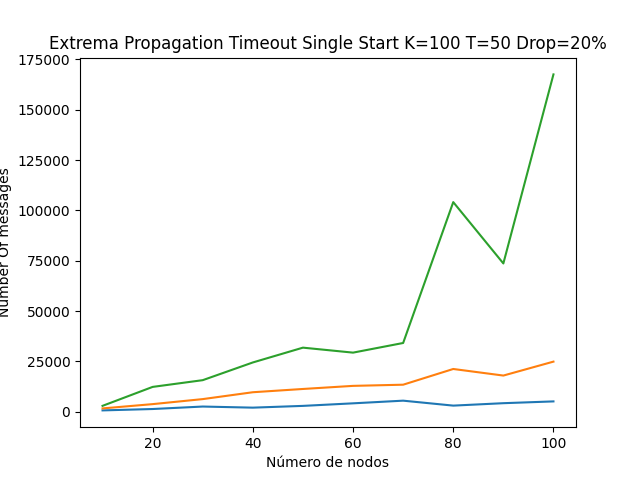 Extrema Propagation Timeout Single Start K=100 T=50 Drop=20%
175000
150000
125000
100000
75000
50000
25000
0
Number Of messages
20 40 60 80 100
Número de nodos